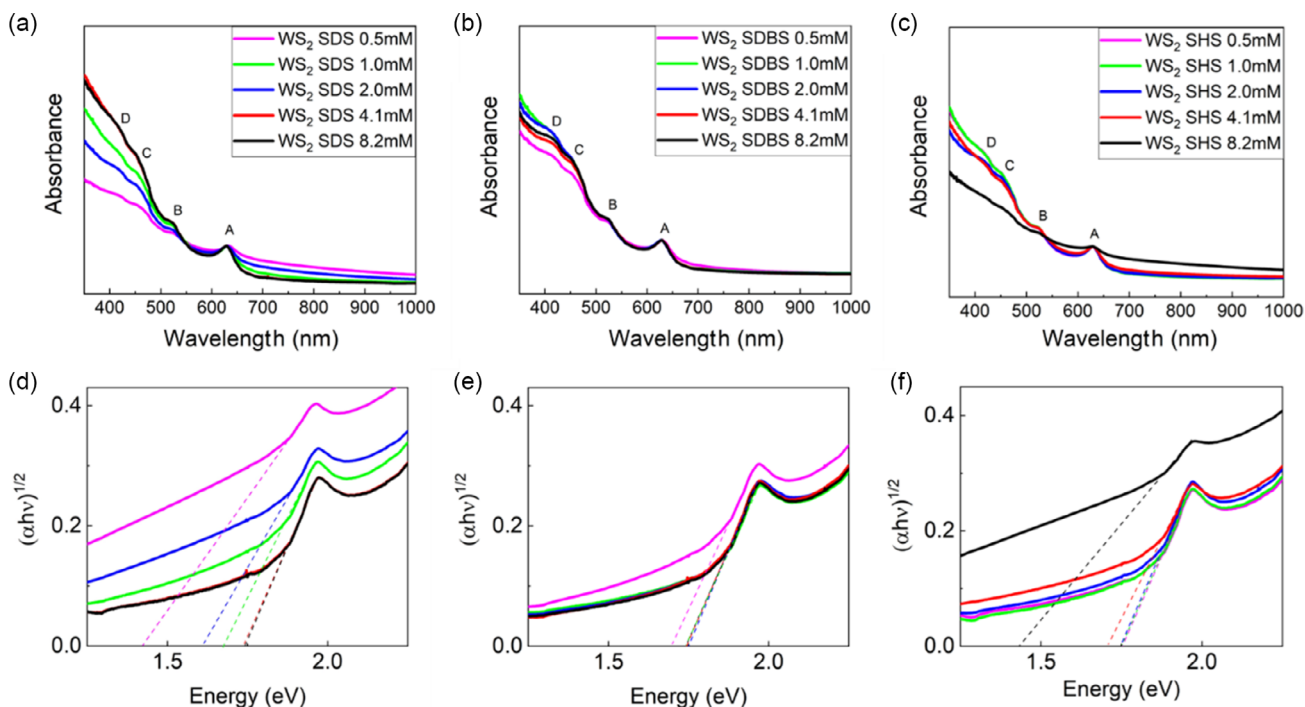 (a)
WS₂ SDS 0.5mM
WS₂ SDS 1.0mM
WS₂ SDS 2.0mM
WS₂ SDS 4.1mM
WS₂ SDS 8.2mM
D
C
B
A
Absorbance
400 500 600 700 800 900 1000
Wavelength (nm)
(b)
WS₂ SDBS 0.5mM
WS₂ SDBS 1.0mM
WS₂ SDBS 2.0mM
WS₂ SDBS 4.1mM
WS₂ SDBS 8.2mM
D
C
B
A
Absorbance
400 500 600 700 800 900 1000
Wavelength (nm)
(c)
WS₂ SHS 0.5mM
WS₂ SHS 1.0mM
WS₂ SHS 2.0mM
WS₂ SHS 4.1mM
WS₂ SHS 8.2mM
D
C
B
A
Absorbance
400 500 600 700 800 900 1000
Wavelength (nm)
(d)
0.4
0.2
0.0
(αhν)¹ᐟ²
1.5 2.0
Energy (eV)
(e)
0.4
0.2
0.0
(αhν)¹ᐟ²
1.5 2.0
Energy (eV)
(f)
0.4
0.2
0.0
(αhν)¹ᐟ²
1.5 2.0
Energy (eV)